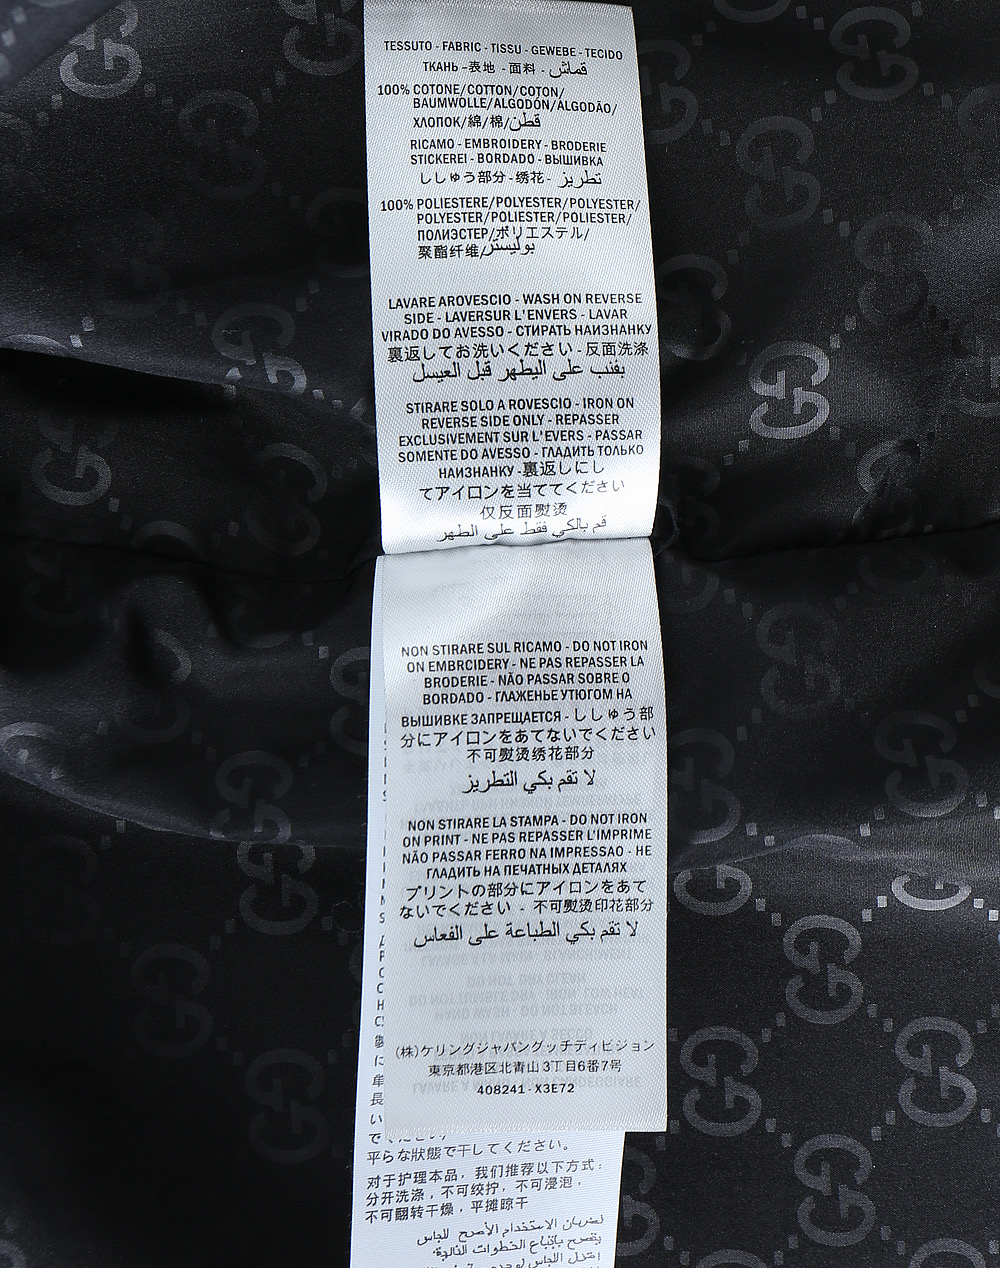 TESSUTO - FABRIC - TISSU - GEWEBE - TECIDO
ТКАНЬ -表地 - 面料 - قماش
100% COTONE/COTTON/COTON/
BAUMWOLLE/ALGODÓN/ALGODÃO/
ХЛОПОК/綿/棉/قطن
RICAMO - EMBROIDERY - BRODERIE
STICKEREI - BORDADO - ВЫШИВКА
ししゅう部分 - 绣花 - تطريز
100% POLIESTERE/POLYESTER/POLYESTER/
POLYESTER/POLIESTER/POLIESTER/
ПОЛИЭСТЕР/ポリエステル/
聚酯纤维/بوليستر
LAVARE AROVESCIO - WASH ON REVERSE
SIDE - LAVERSUR L'ENVERS - LAVAR
VIRADO DO AVESSO - СТИРАТЬ НАИЗНАНКУ
裏返してお洗いください - 反面洗涤
يقنب على اليطهر قبل العيسل
STIRARE SOLO A ROVESCIO - IRON ON
REVERSE SIDE ONLY - REPASSER
EXCLUSIVEMENT SUR L'EVERS - PASSAR
SOMENTE DO AVESSO - ГЛАДИТЬ ТОЛЬКО
НАИЗНАНКУ -裏返しにし
てアイロンを当ててください
仅反面熨烫
قم بالكي فقط على الطهر
NON STIRARE SUL RICAMO - DO NOT IRON
ON EMBRCIDERY - NE PAS REPASSER LA
BRODERIE - NÃO PASSAR SOBRE O
BORDADO - ГЛАЖЕНЬЕ УТЮГОМ НА
ВЫШИВКЕ ЗАПРЕЩАЕТСЯ - ししゅう部
分にアイロンをあてないでください
不可熨烫绣花部分
لا تقم بكي التطريز
NON STIRARE LA STAMPA - DO NOT IRON
ON PRINT - NE PAS REPASSER L'IMPRIME
NÃO PASSAR FERRO NA IMPRESSAO - НЕ
ГЛАДИТЬ НА ПЕЧАТНЫХ ДЕТАЛЯХ
プリントの部分にアイロンをあて
ないでください - 不可熨烫印花部分
لا تقم بكي الطباعة على الفعاس
(株)ケリングジャパングッチディビジョン
東京都港区北青山3丁目6番7号
408241 - X3E72
平らな状態で干してください。
对于护理本品，我们推荐以下方式：
分开洗涤，不可绞拧，不可浸泡，
不可翻转干燥，平摊晾干
لضمان الاستخدام الأصح للباس
ينصح بإتباع الخطوات التالية: